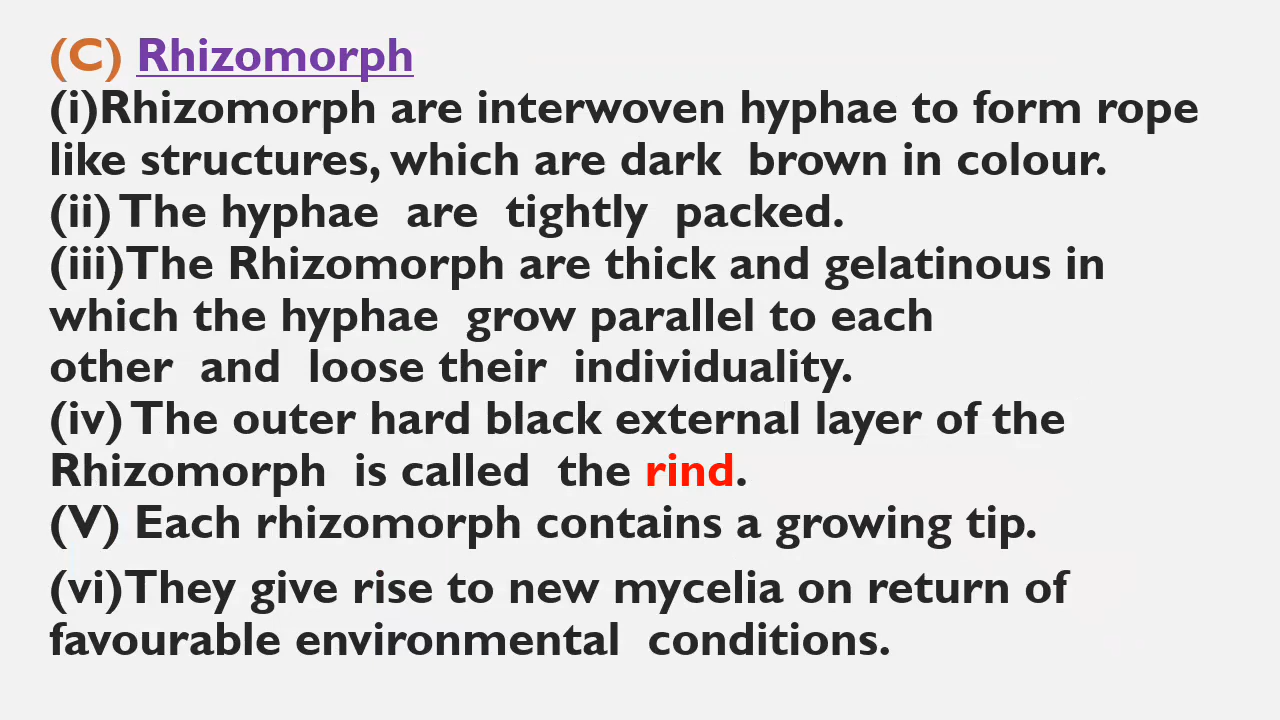 (C) Rhizomorph
(i)Rhizomorph are interwoven hyphae to form rope
like structures, which are dark  brown in colour.
(ii) The hyphae  are  tightly  packed.
(iii)The Rhizomorph are thick and gelatinous in
which the hyphae  grow parallel to each
other  and  loose their  individuality.
(iv) The outer hard black external layer of the
Rhizomorph  is called  the rind.
(V) Each rhizomorph contains a growing tip.
(vi)They give rise to new mycelia on return of
favourable environmental  conditions.